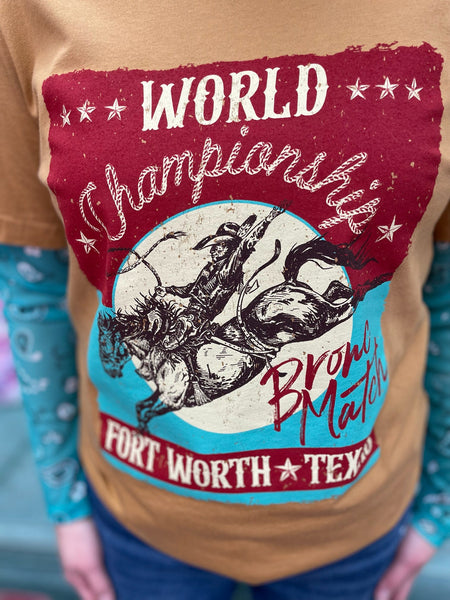 WORLD
Championship
Bronc
Match
FORT WORTH ★ TEXAS